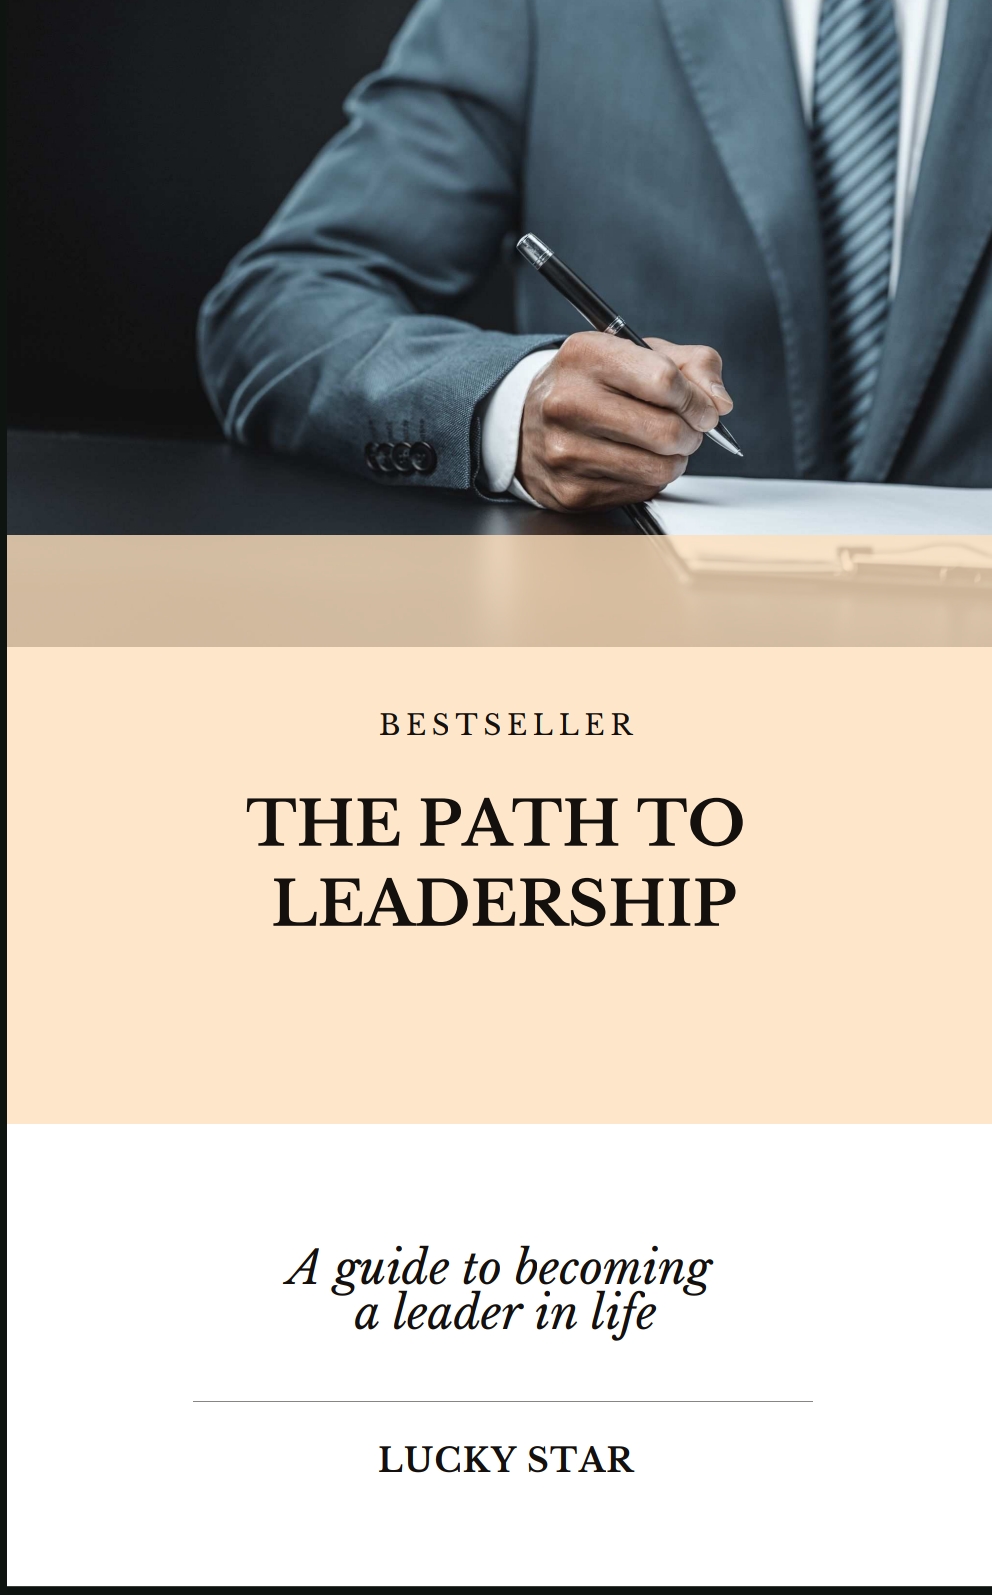 BESTSELLER
THE PATH TO
LEADERSHIP
A guide to becoming
a leader in life
LUCKY STAR